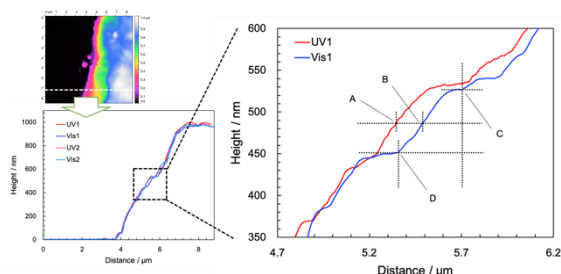 UV1
Vis1
UV2
Vis2
1000
800
600
400
200
0
Height / nm
0
2
4
6
8
Distance / μm
UV1
Vis1
A
B
C
D
600
550
500
450
400
350
Height / nm
4.7
5.2
5.7
6.2
Distance / μm